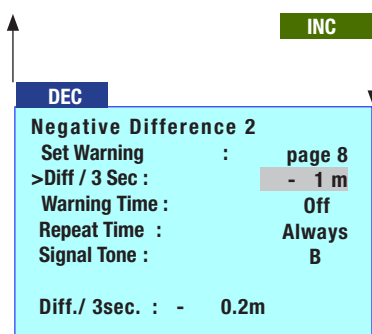 INC
DEC
Negative Difference 2
Set Warning : page 8
>Diff / 3 Sec : - 1 m
Warning Time : Off
Repeat Time : Always
Signal Tone : B
Diff./ 3sec. : - 0.2m